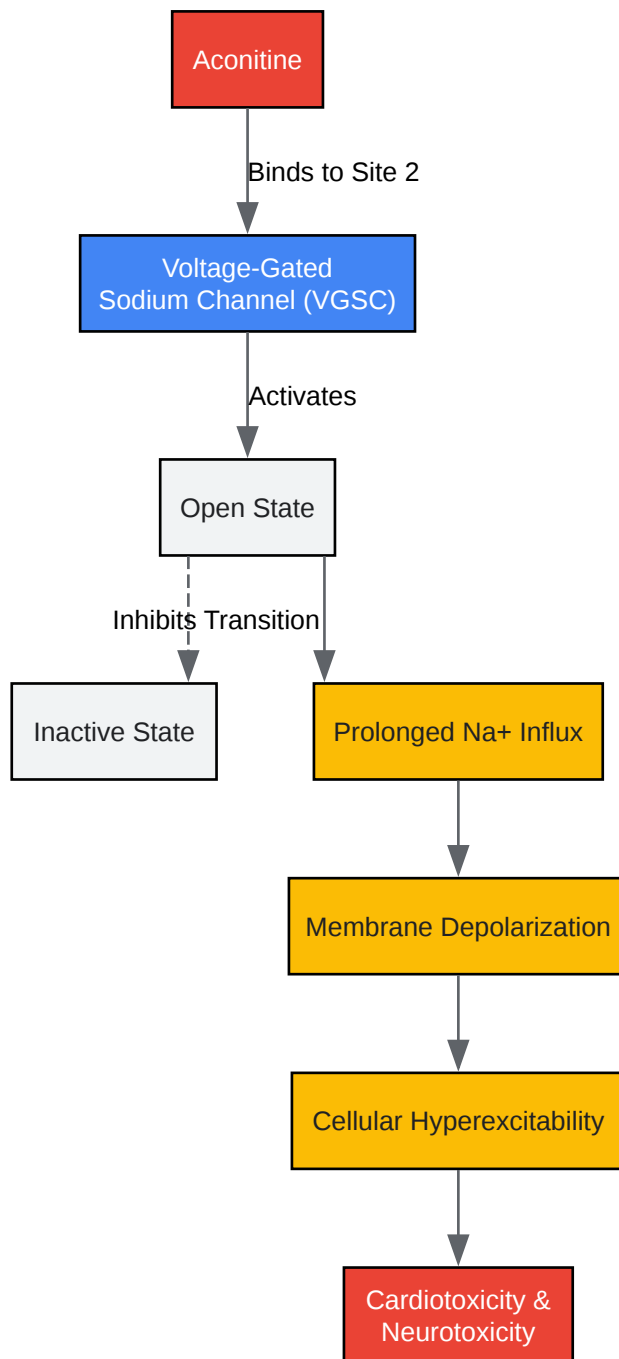 Aconitine
Binds to Site 2
Voltage-Gated
Sodium Channel (VGSC)
Activates
Open State
Inhibits Transition
Inactive State
Prolonged Na+ Influx
Membrane Depolarization
Cellular Hyperexcitability
Cardiotoxicity &
Neurotoxicity